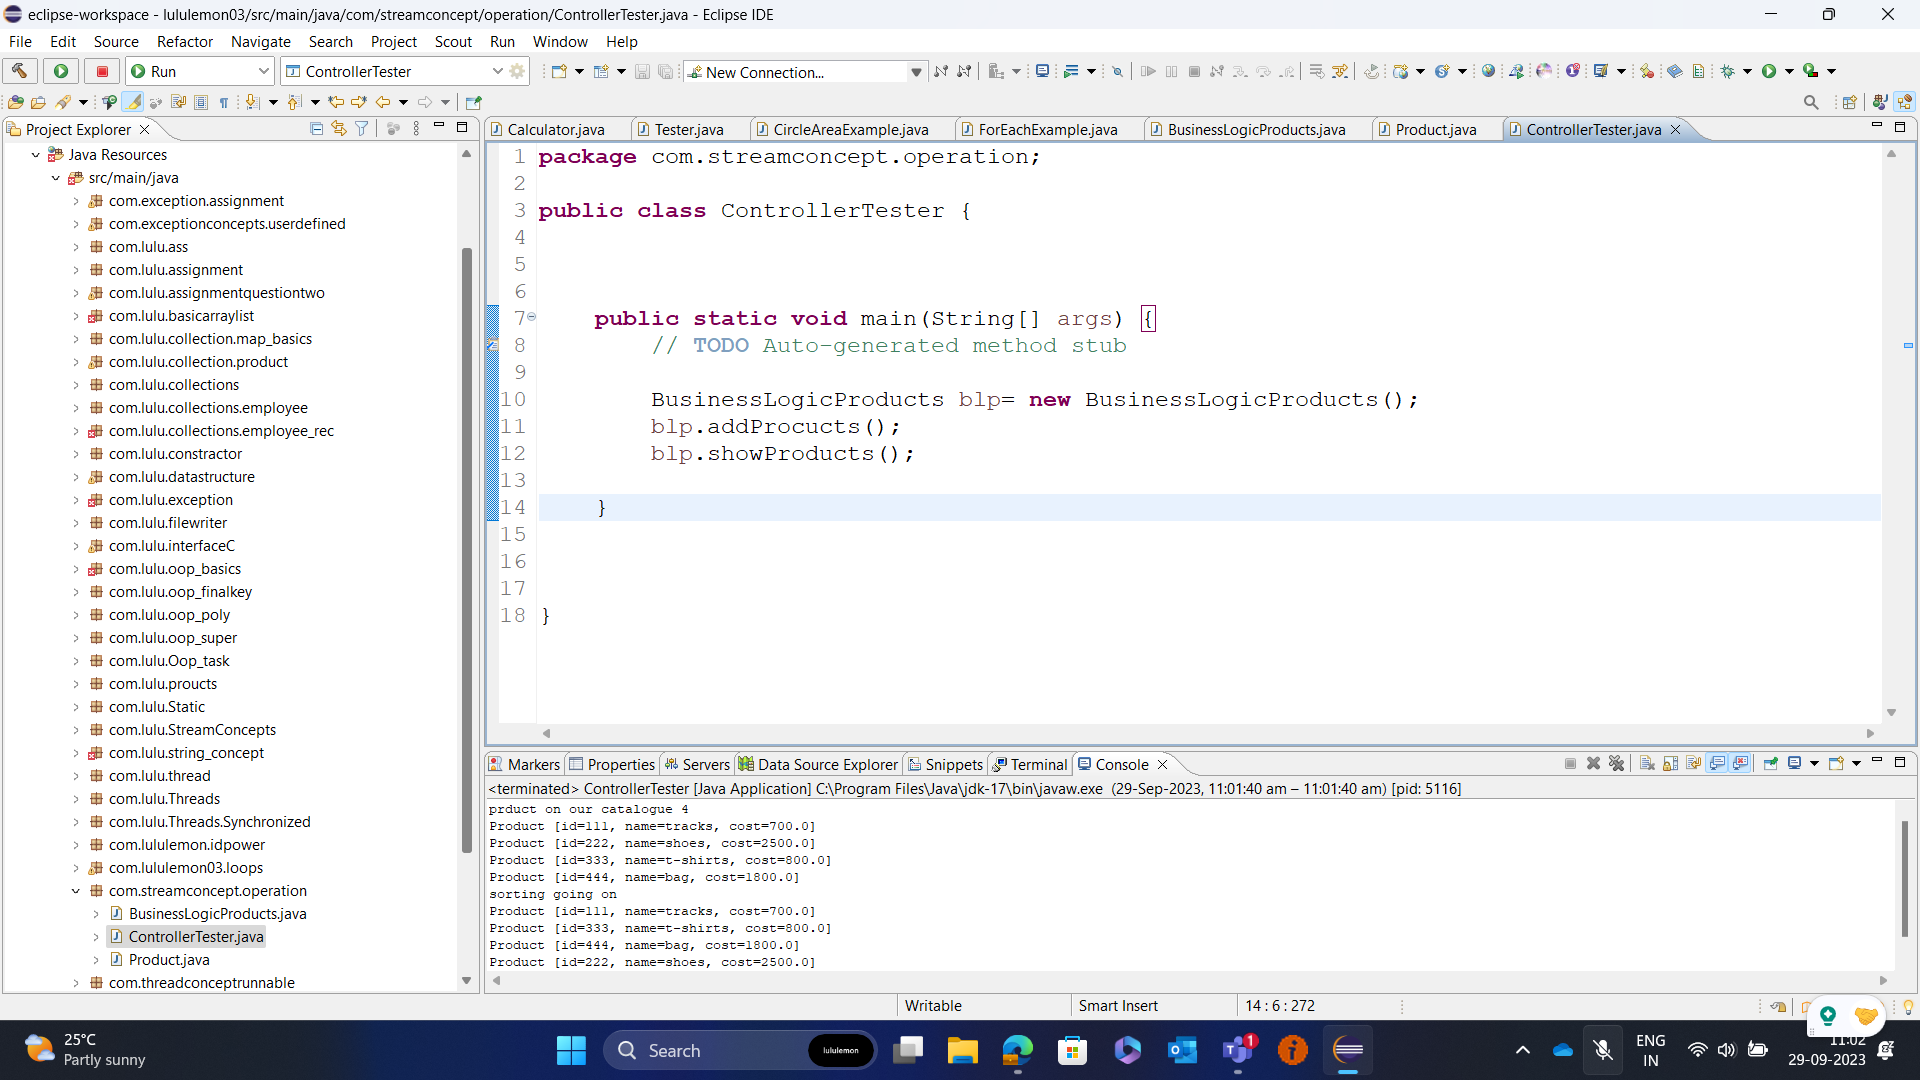 eclipse-workspace - lululemon03/src/main/java/com/streamconcept/operation/ControllerTester.java - Eclipse IDE
File Edit Source Refactor Navigate Search Project Scout Run Window Help
Run
ControllerTester
New Connection...
Project Explorer
Calculator.java
Tester.java
CircleAreaExample.java
ForEachExample.java
BusinessLogicProducts.java
Product.java
ControllerTester.java
Java Resources
src/main/java
com.exception.assignment
com.exceptionconcepts.userdefined
com.lulu.ass
com.lulu.assignment
com.lulu.assignmentquestiontwo
com.lulu.basicarraylist
com.lulu.collection.map_basics
com.lulu.collection.product
com.lulu.collections
com.lulu.collections.employee
com.lulu.collections.employee_rec
com.lulu.constractor
com.lulu.datastructure
com.lulu.exception
com.lulu.filewriter
com.lulu.interfaceC
com.lulu.oop_basics
com.lulu.oop_finalkey
com.lulu.oop_poly
com.lulu.oop_super
com.lulu.Oop_task
com.lulu.proucts
com.lulu.Static
com.lulu.StreamConcepts
com.lulu.string_concept
com.lulu.thread
com.lulu.Threads
com.lulu.Threads.Synchronized
com.lululemon.idpower
com.lululemon03.loops
com.streamconcept.operation
BusinessLogicProducts.java
ControllerTester.java
Product.java
com.threadconceptrunnable
1 package com.streamconcept.operation;
2
3 public class ControllerTester {
4
5
6
7 public static void main(String[] args) {
8 // TODO Auto-generated method stub
9
10 BusinessLogicProducts blp= new BusinessLogicProducts();
11 blp.addProcucts();
12 blp.showProducts();
13
14 }
15
16
17
18 }
Markers
Properties
Servers
Data Source Explorer
Snippets
Terminal
Console
<terminated> ControllerTester [Java Application] C:\Program Files\Java\jdk-17\bin\javaw.exe (29-Sep-2023, 11:01:40 am – 11:01:40 am) [pid: 5116]
prduct on our catalogue 4
Product [id=111, name=tracks, cost=700.0]
Product [id=222, name=shoes, cost=2500.0]
Product [id=333, name=t-shirts, cost=800.0]
Product [id=444, name=bag, cost=1800.0]
sorting going on
Product [id=111, name=tracks, cost=700.0]
Product [id=333, name=t-shirts, cost=800.0]
Product [id=444, name=bag, cost=1800.0]
Product [id=222, name=shoes, cost=2500.0]
Writable
Smart Insert
14 : 6 : 272
25°C
Partly sunny
Search
lululemon
1
ENG
IN
11:02
29-09-2023